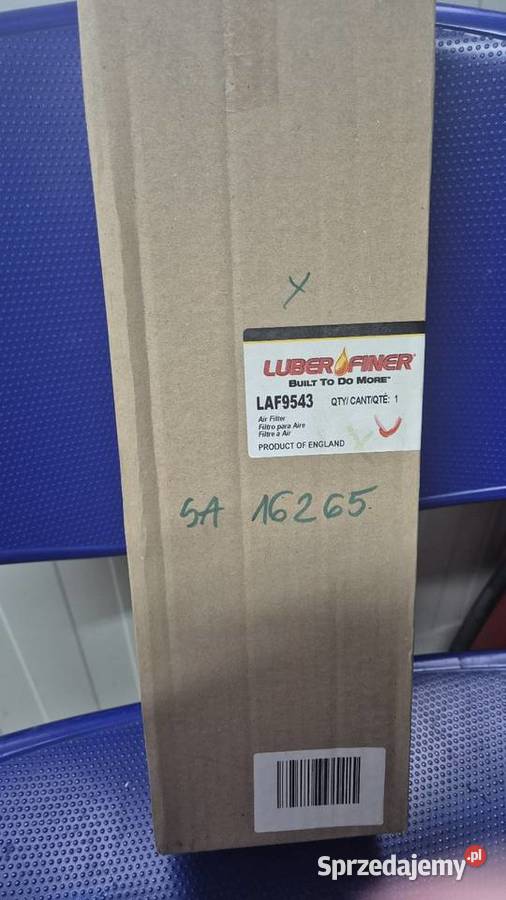 X
LUBER FINER®
BUILT TO DO MORE™
LAF9543 QTY/ CANT/QTÉ: 1
Air Filter
Filtro para Aire
Filtre à Air
PRODUCT OF ENGLAND
SA 16265
Sprzedajemy.pl